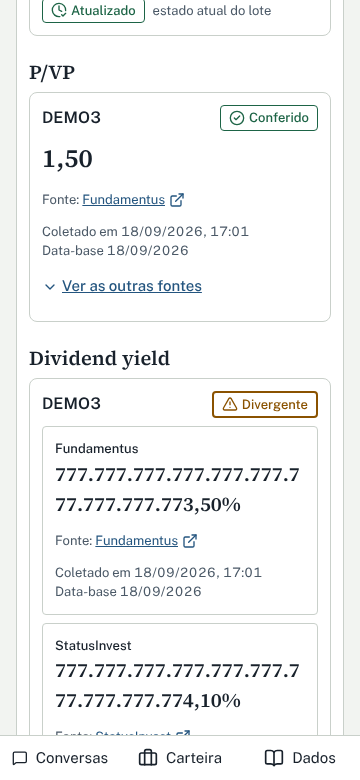 Atualizado estado atual do lote
P/VP
DEMO3 Conferido
1,50
Fonte: Fundamentus
Coletado em 18/09/2026, 17:01
Data-base 18/09/2026
Ver as outras fontes
Dividend yield
DEMO3 Divergente
Fundamentus
777.777.777.777.777.777.7
77.777.777.773,50%
Fonte: Fundamentus
Coletado em 18/09/2026, 17:01
Data-base 18/09/2026
StatusInvest
777.777.777.777.777.777.7
77.777.777.774,10%
Fonte: StatusInvest
Conversas Carteira Dados